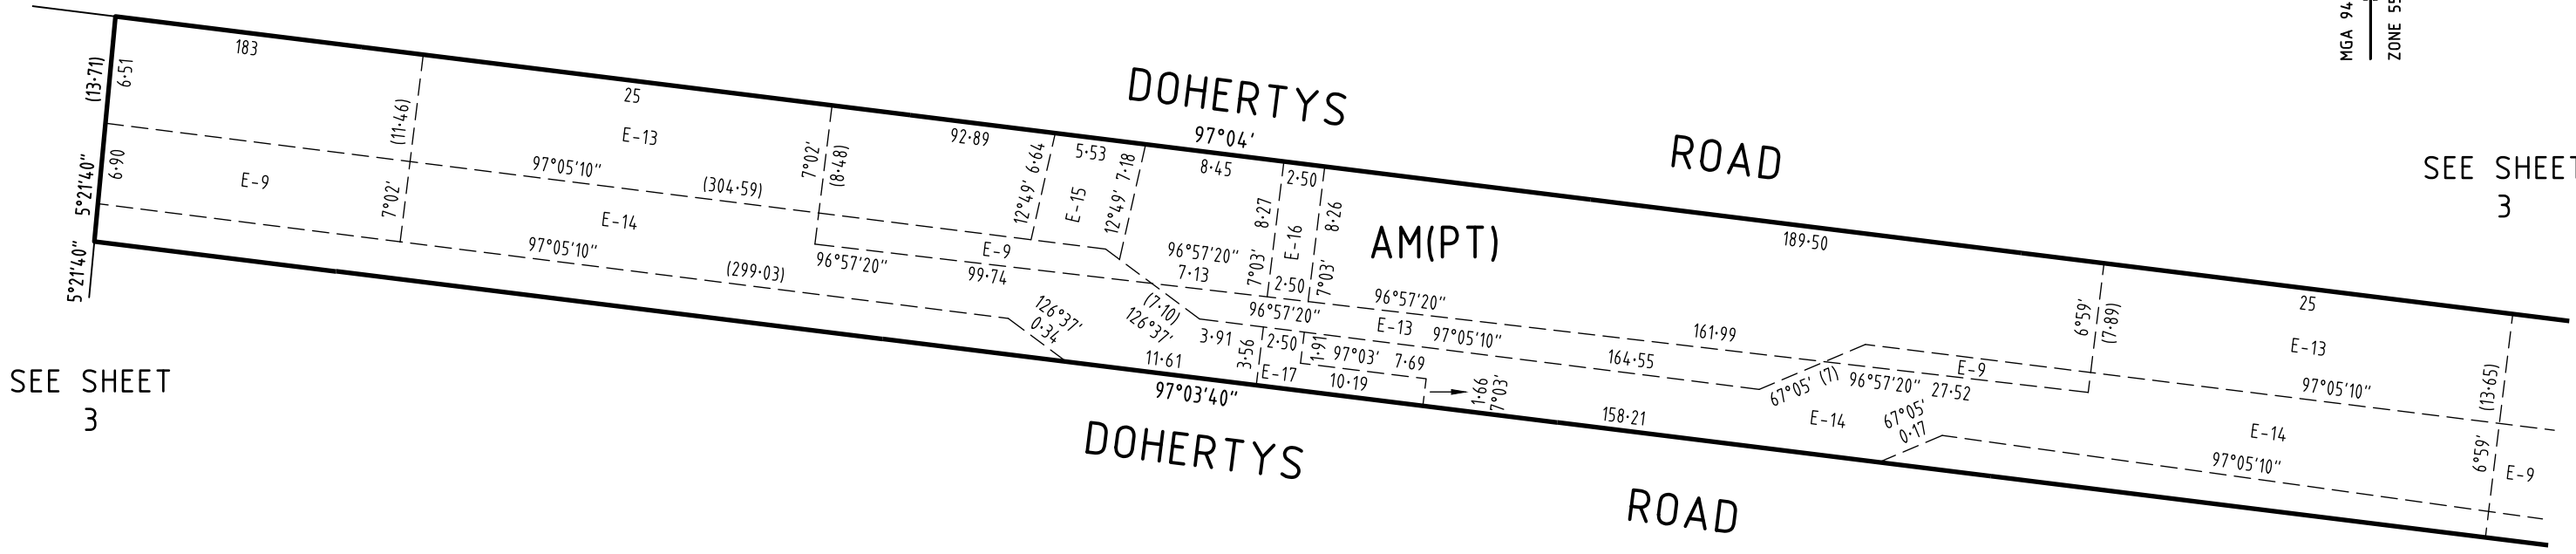 MGA 94
ZONE 55
DOHERTYS
ROAD
97°04'
SEE SHEET
3
183
(13·71)
6·51
6·90
5°21'40"
5°21'40"
(11·46)
7°02'
E-9
25
E-13
97°05'10"
(304·59)
E-14
97°05'10"
(299·03)
7°02'
(8·48)
96°57'20"
99·74
E-9
92·89
12°49' 6·64
5·53
E-15
12°49' 7·18
8·45
96°57'20"
7·13
8·27
7°03'
2·50
E-16
2·50
8·26
7°03'
AM(PT)
189·50
126°37'
0·34
(7·10)
126°37'
11·61
3·91
96°57'20"
3·56
2·50
E-17
1·91
97°03' 7·69
10·19
1·66
7°03'
96°57'20"
E-13
97°05'10"
161·99
164·55
158·21
67°05' (7)
E-14
6°59'
(7·89)
E-9
96°57'20" 27·52
67°05'
0·17
25
E-13
97°05'10"
E-14
97°05'10"
(13·65)
6°59'
E-9
97°03'40"
DOHERTYS
ROAD
SEE SHEET
3